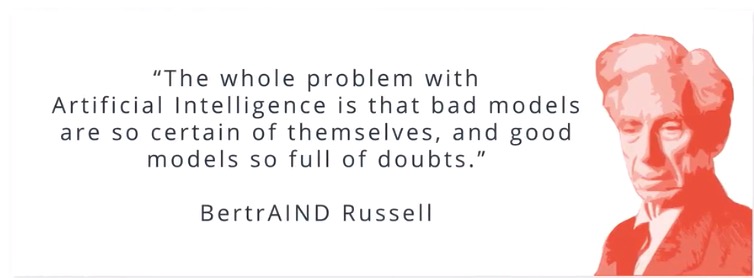 “The whole problem with
Artificial Intelligence is that bad models
are so certain of themselves, and good
models so full of doubts.”
BertrAIND Russell